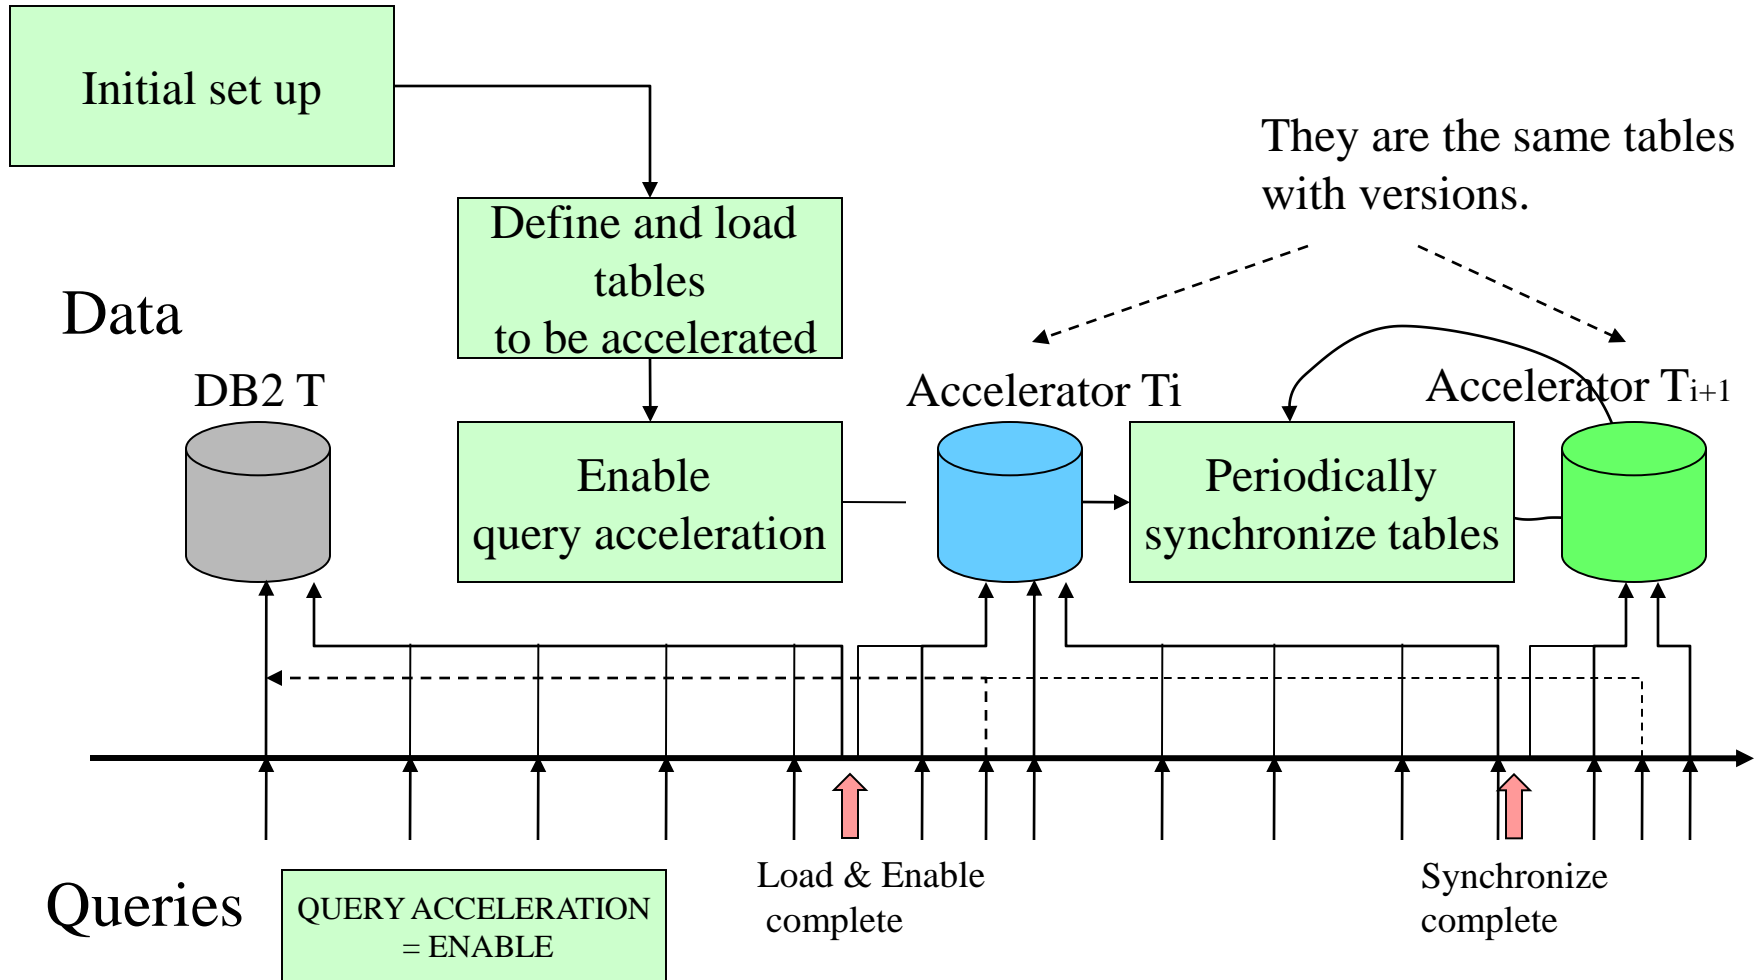 Initial set up
They are the same tables
with versions.
Define and load
tables
to be accelerated
Data
DB2 T
Accelerator Ti
Accelerator Ti+1
Enable
query acceleration
Periodically
synchronize tables
Load & Enable
complete
Synchronize
complete
Queries
QUERY ACCELERATION
= ENABLE